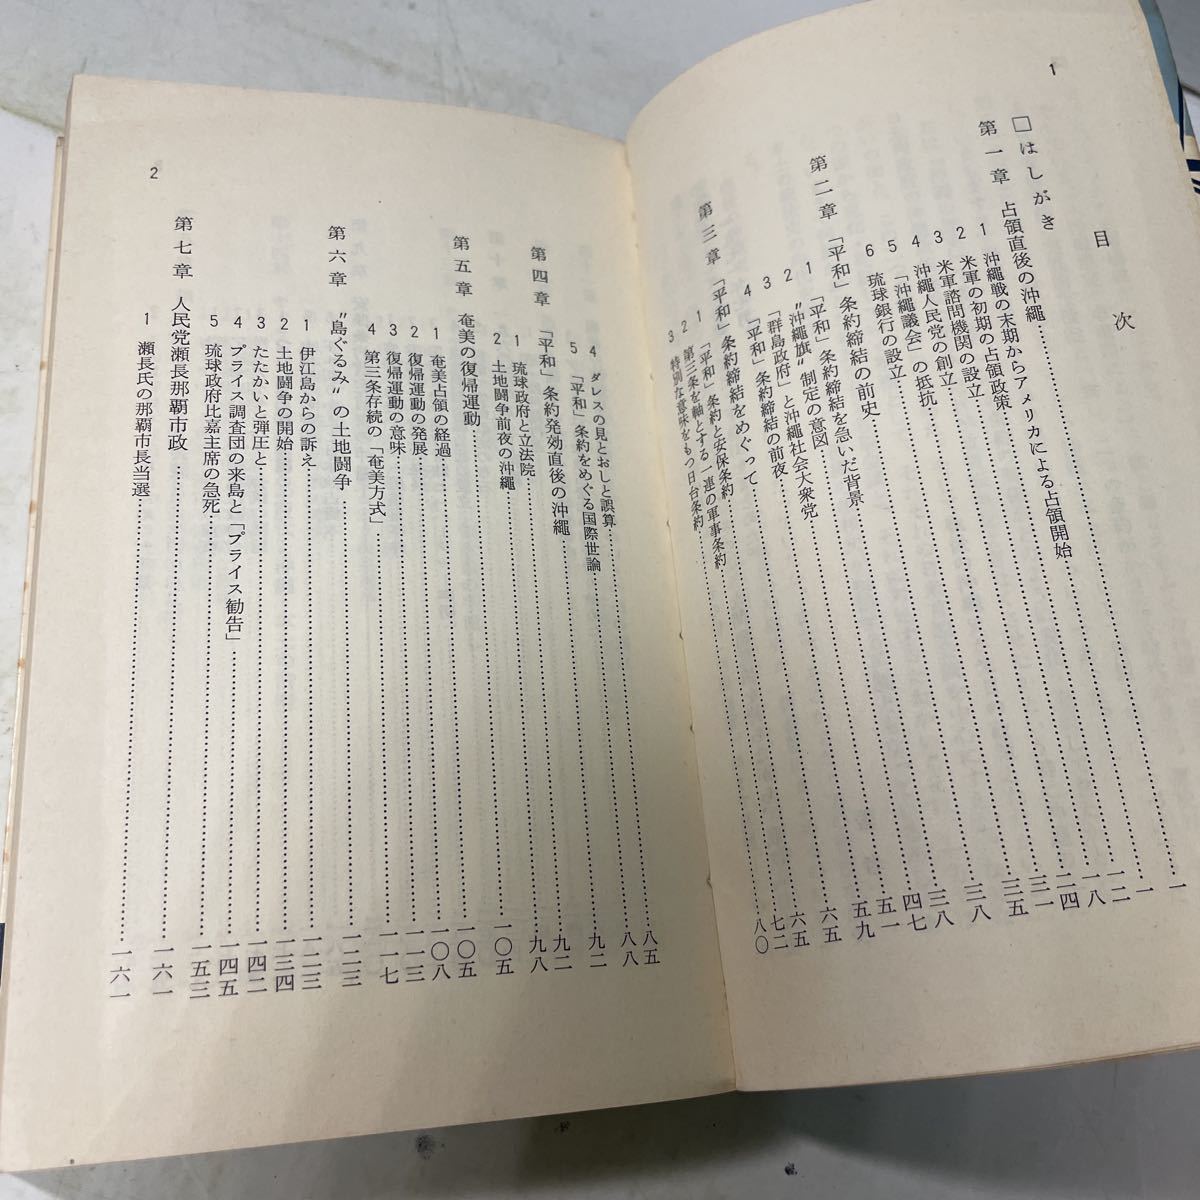 1
目次
□はしがき
第一章 占領直後の沖繩……一
1 沖繩戦の末期からアメリカによる占領開始……一
2 米軍の初期の占領政策……一二
3 米軍諮問機関の設立……一八
4 沖繩人民党の創立……二四
5 「沖繩議会」の抵抗……三一
6 琉球銀行の設立……三五
第二章 「平和」条約締結の前史……三八
1 「平和」条約締結を急いだ背景……三八
2 “沖繩旗”制定の意図……四七
3 「群島政府」と沖繩社会大衆党……五一
4 「平和」条約締結の前夜……五九
第三章 「平和」条約締結をめぐって……六五
1 「平和」条約と安保条約……六五
2 第三条を軸とする一連の軍事条約……七二
3 特別な意味をもつ日台条約……八〇
2
4 ダレスの見とおしと誤算……八五
5 「平和」条約をめぐる国際世論……八八
第四章 「平和」条約発効直後の沖繩……九二
1 琉球政府と立法院……九二
2 土地闘争前夜の沖繩……九八
第五章 奄美の復帰運動……一〇五
1 奄美占領の経過……一〇五
2 復帰運動の発展……一〇八
3 復帰運動の意味……一一三
4 第三条存続の「奄美方式」……一一七
第六章 “島ぐるみ”の土地闘争……一二三
1 伊江島からの訴え……一二三
2 土地闘争の開始……一三四
3 たたかいと弾圧と……一四二
4 プライス調査団の来島と「プライス勧告」……一四五
5 琉球政府比嘉主席の急死……一五三
第七章 人民党瀬長那覇市政……一六一
1 瀬長氏の那覇市長当選……一六一